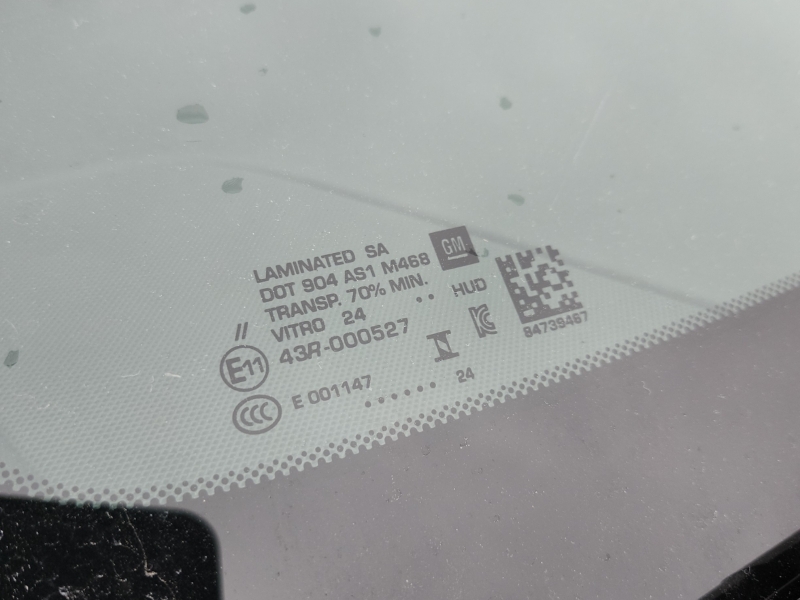 LAMINATED SA
GM
DOT 904 AS1 M468
TRANSP. 70% MIN.
//
VITRO 24 ..
HUD
E11
43R-000527
84739467
CCC
E 001147
...... 24